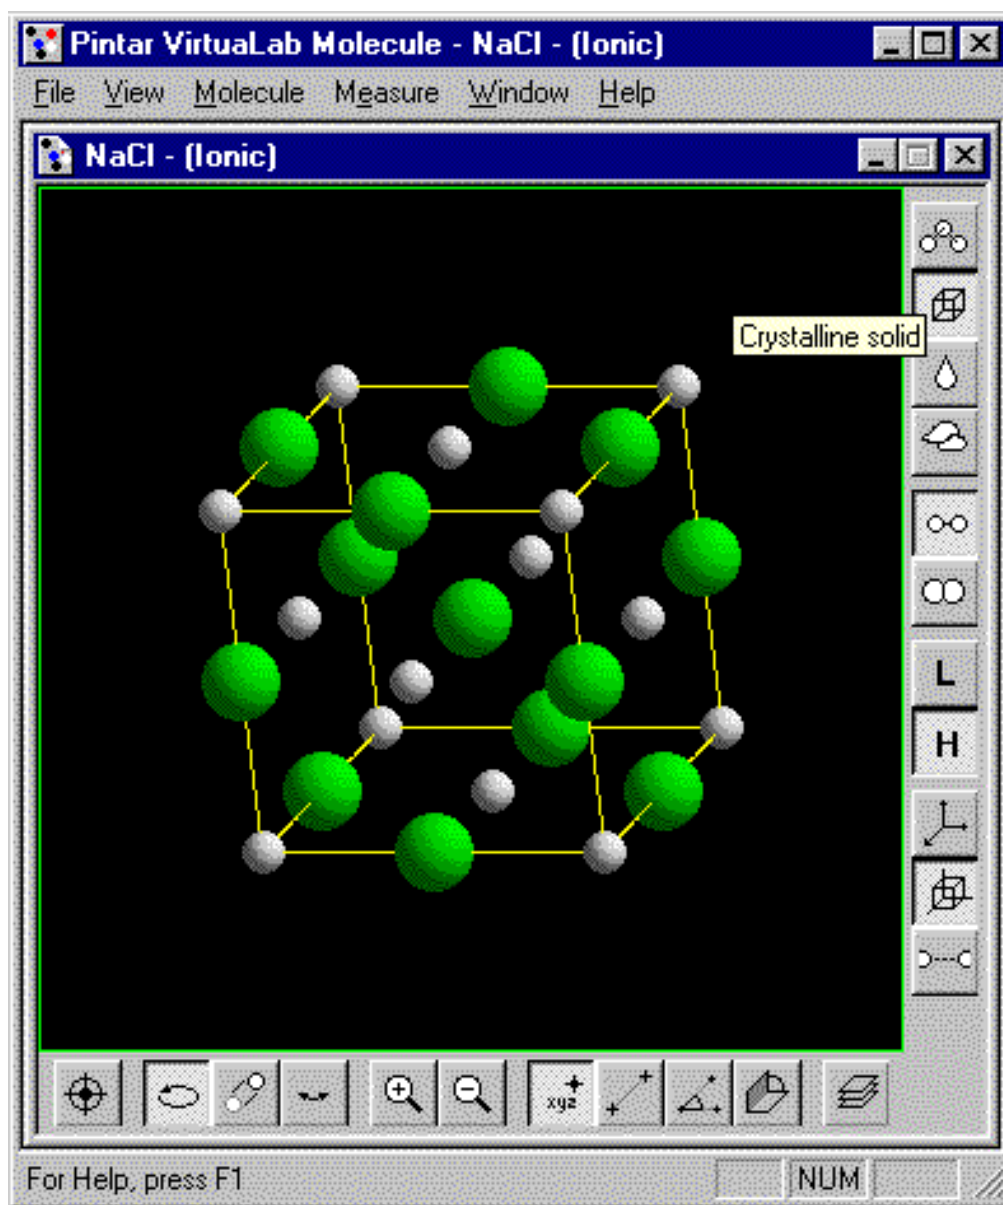 Pintar VirtuaLab Molecule - NaCl - (Ionic)
File View Molecule Measure Window Help
NaCl - (Ionic)
Crystalline solid
L
H
xyz
For Help, press F1
NUM